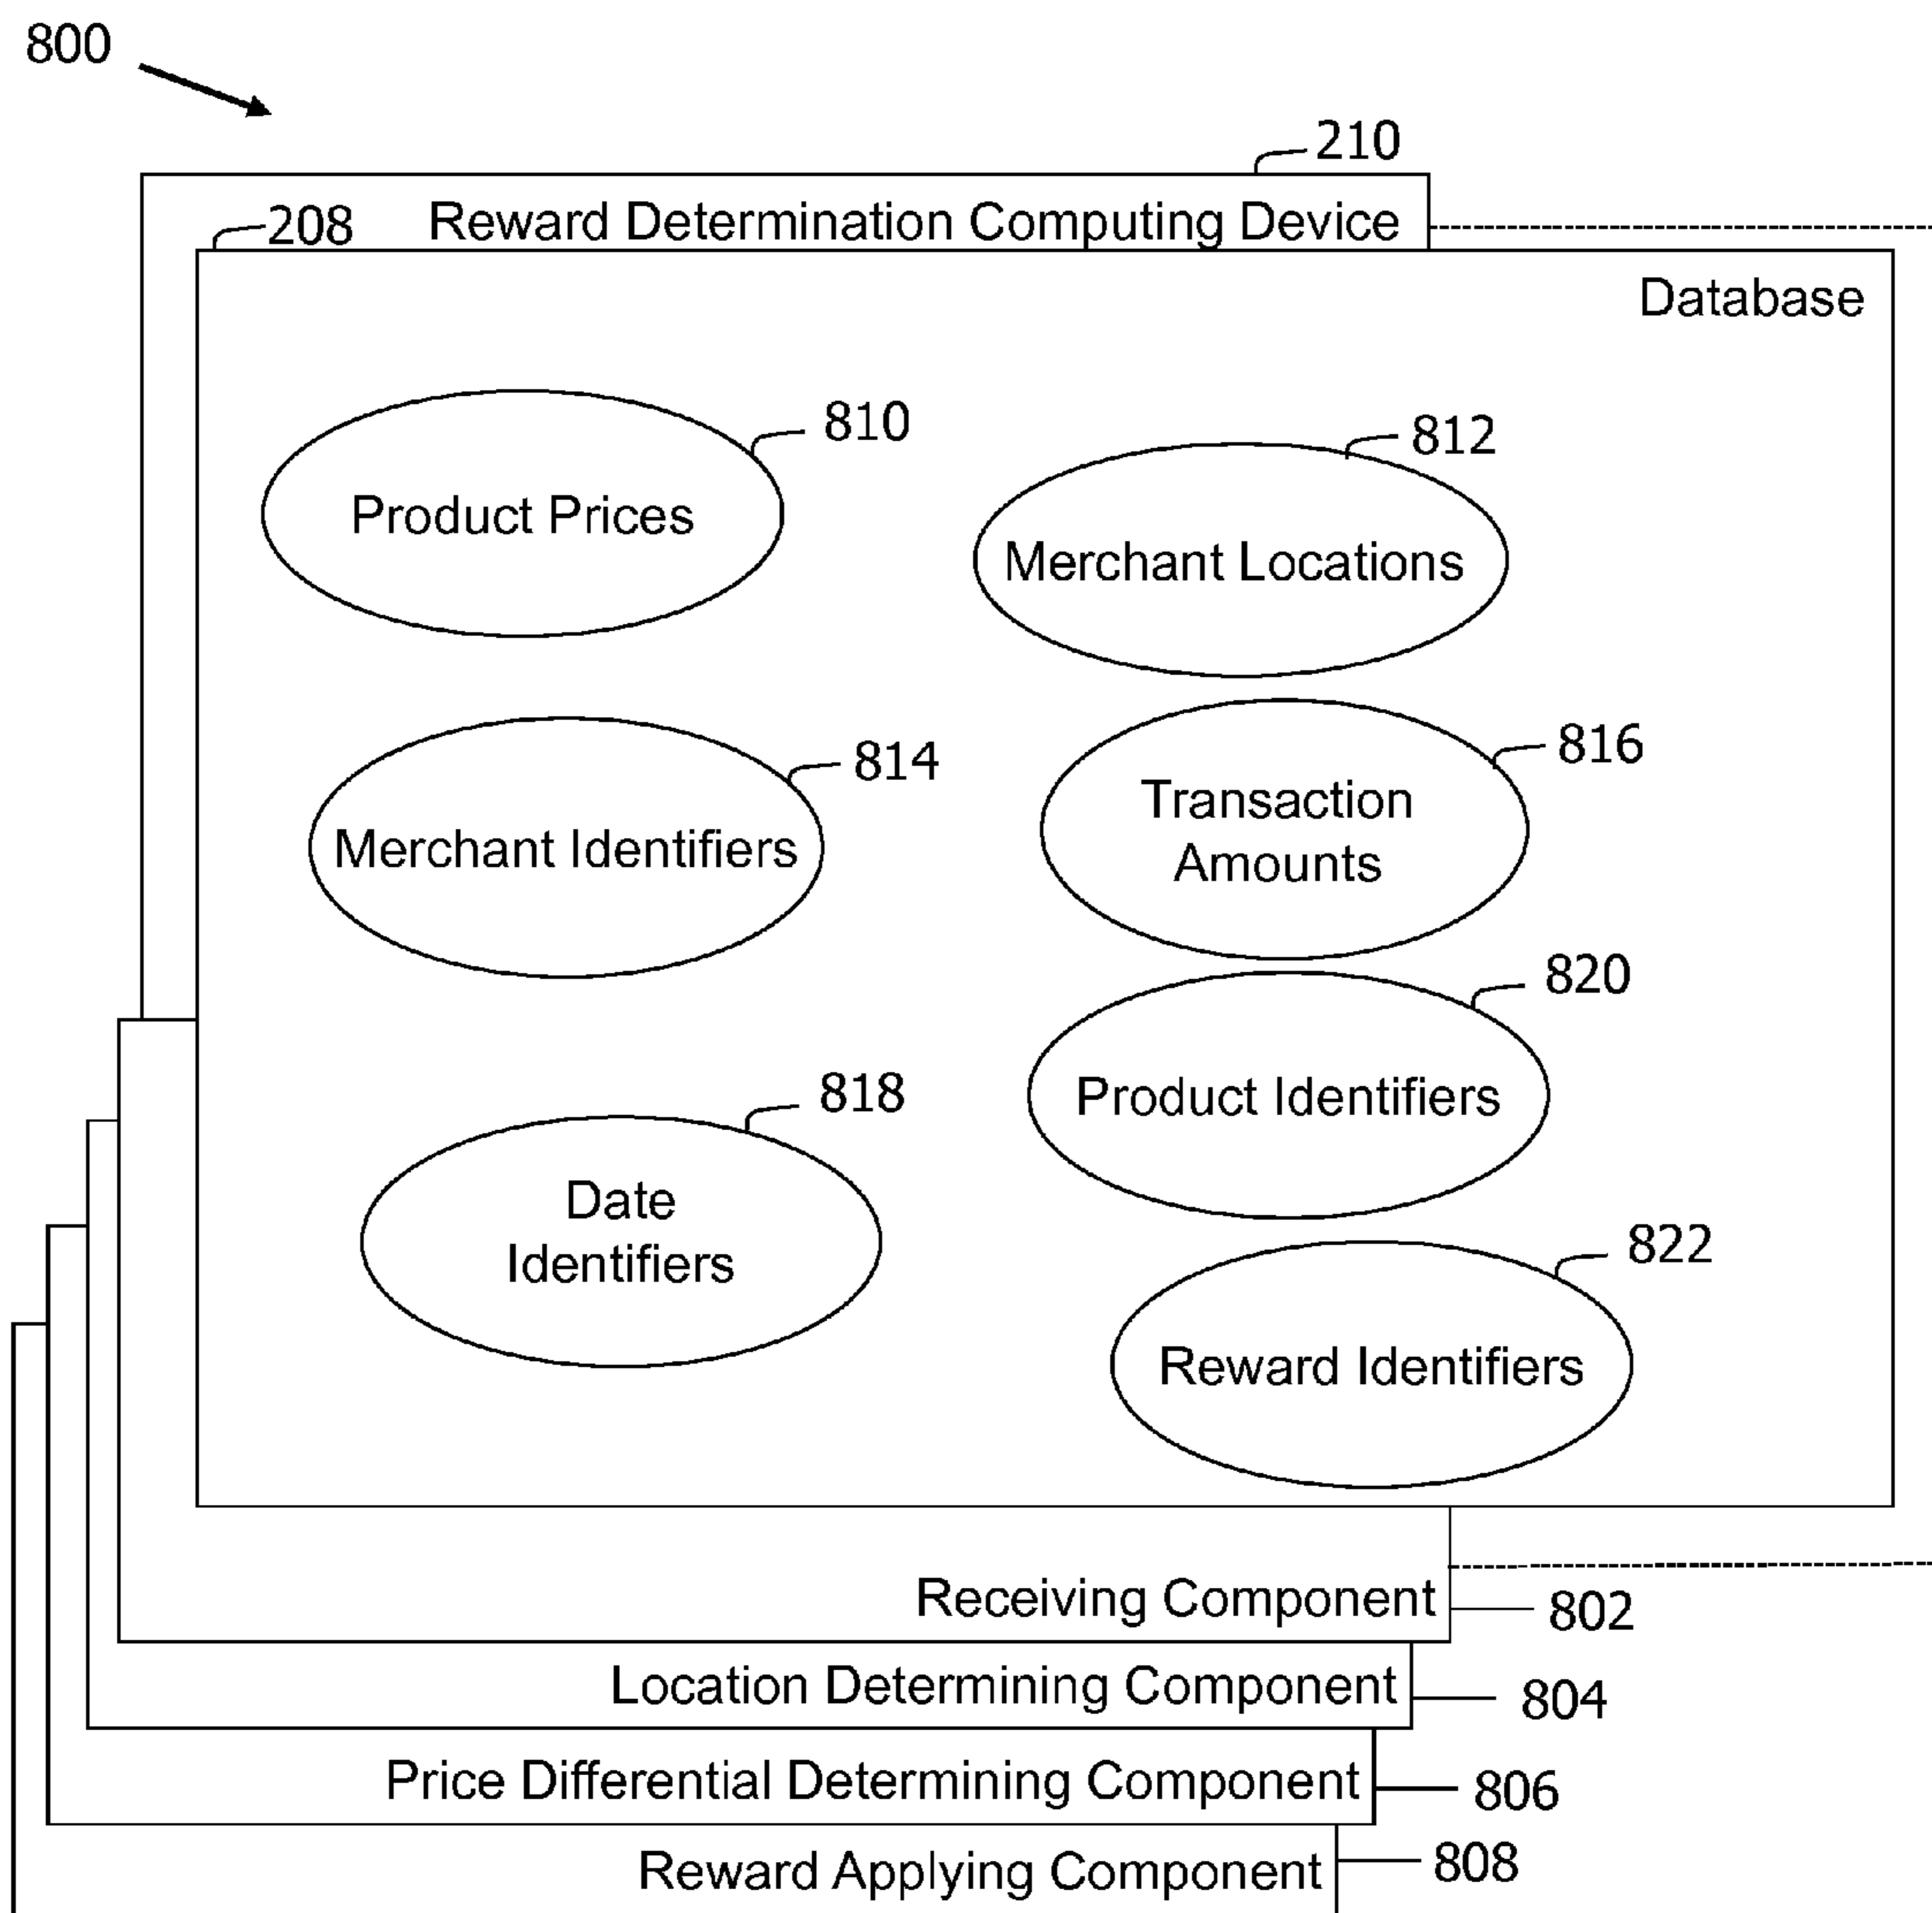 800
210
208
Reward Determination Computing Device
Database
810
812
Product Prices
Merchant Locations
814
816
Merchant Identifiers
Transaction
Amounts
820
818
Product Identifiers
Date
Identifiers
822
Reward Identifiers
Receiving Component
802
Location Determining Component
804
Price Differential Determining Component
806
Reward Applying Component
808